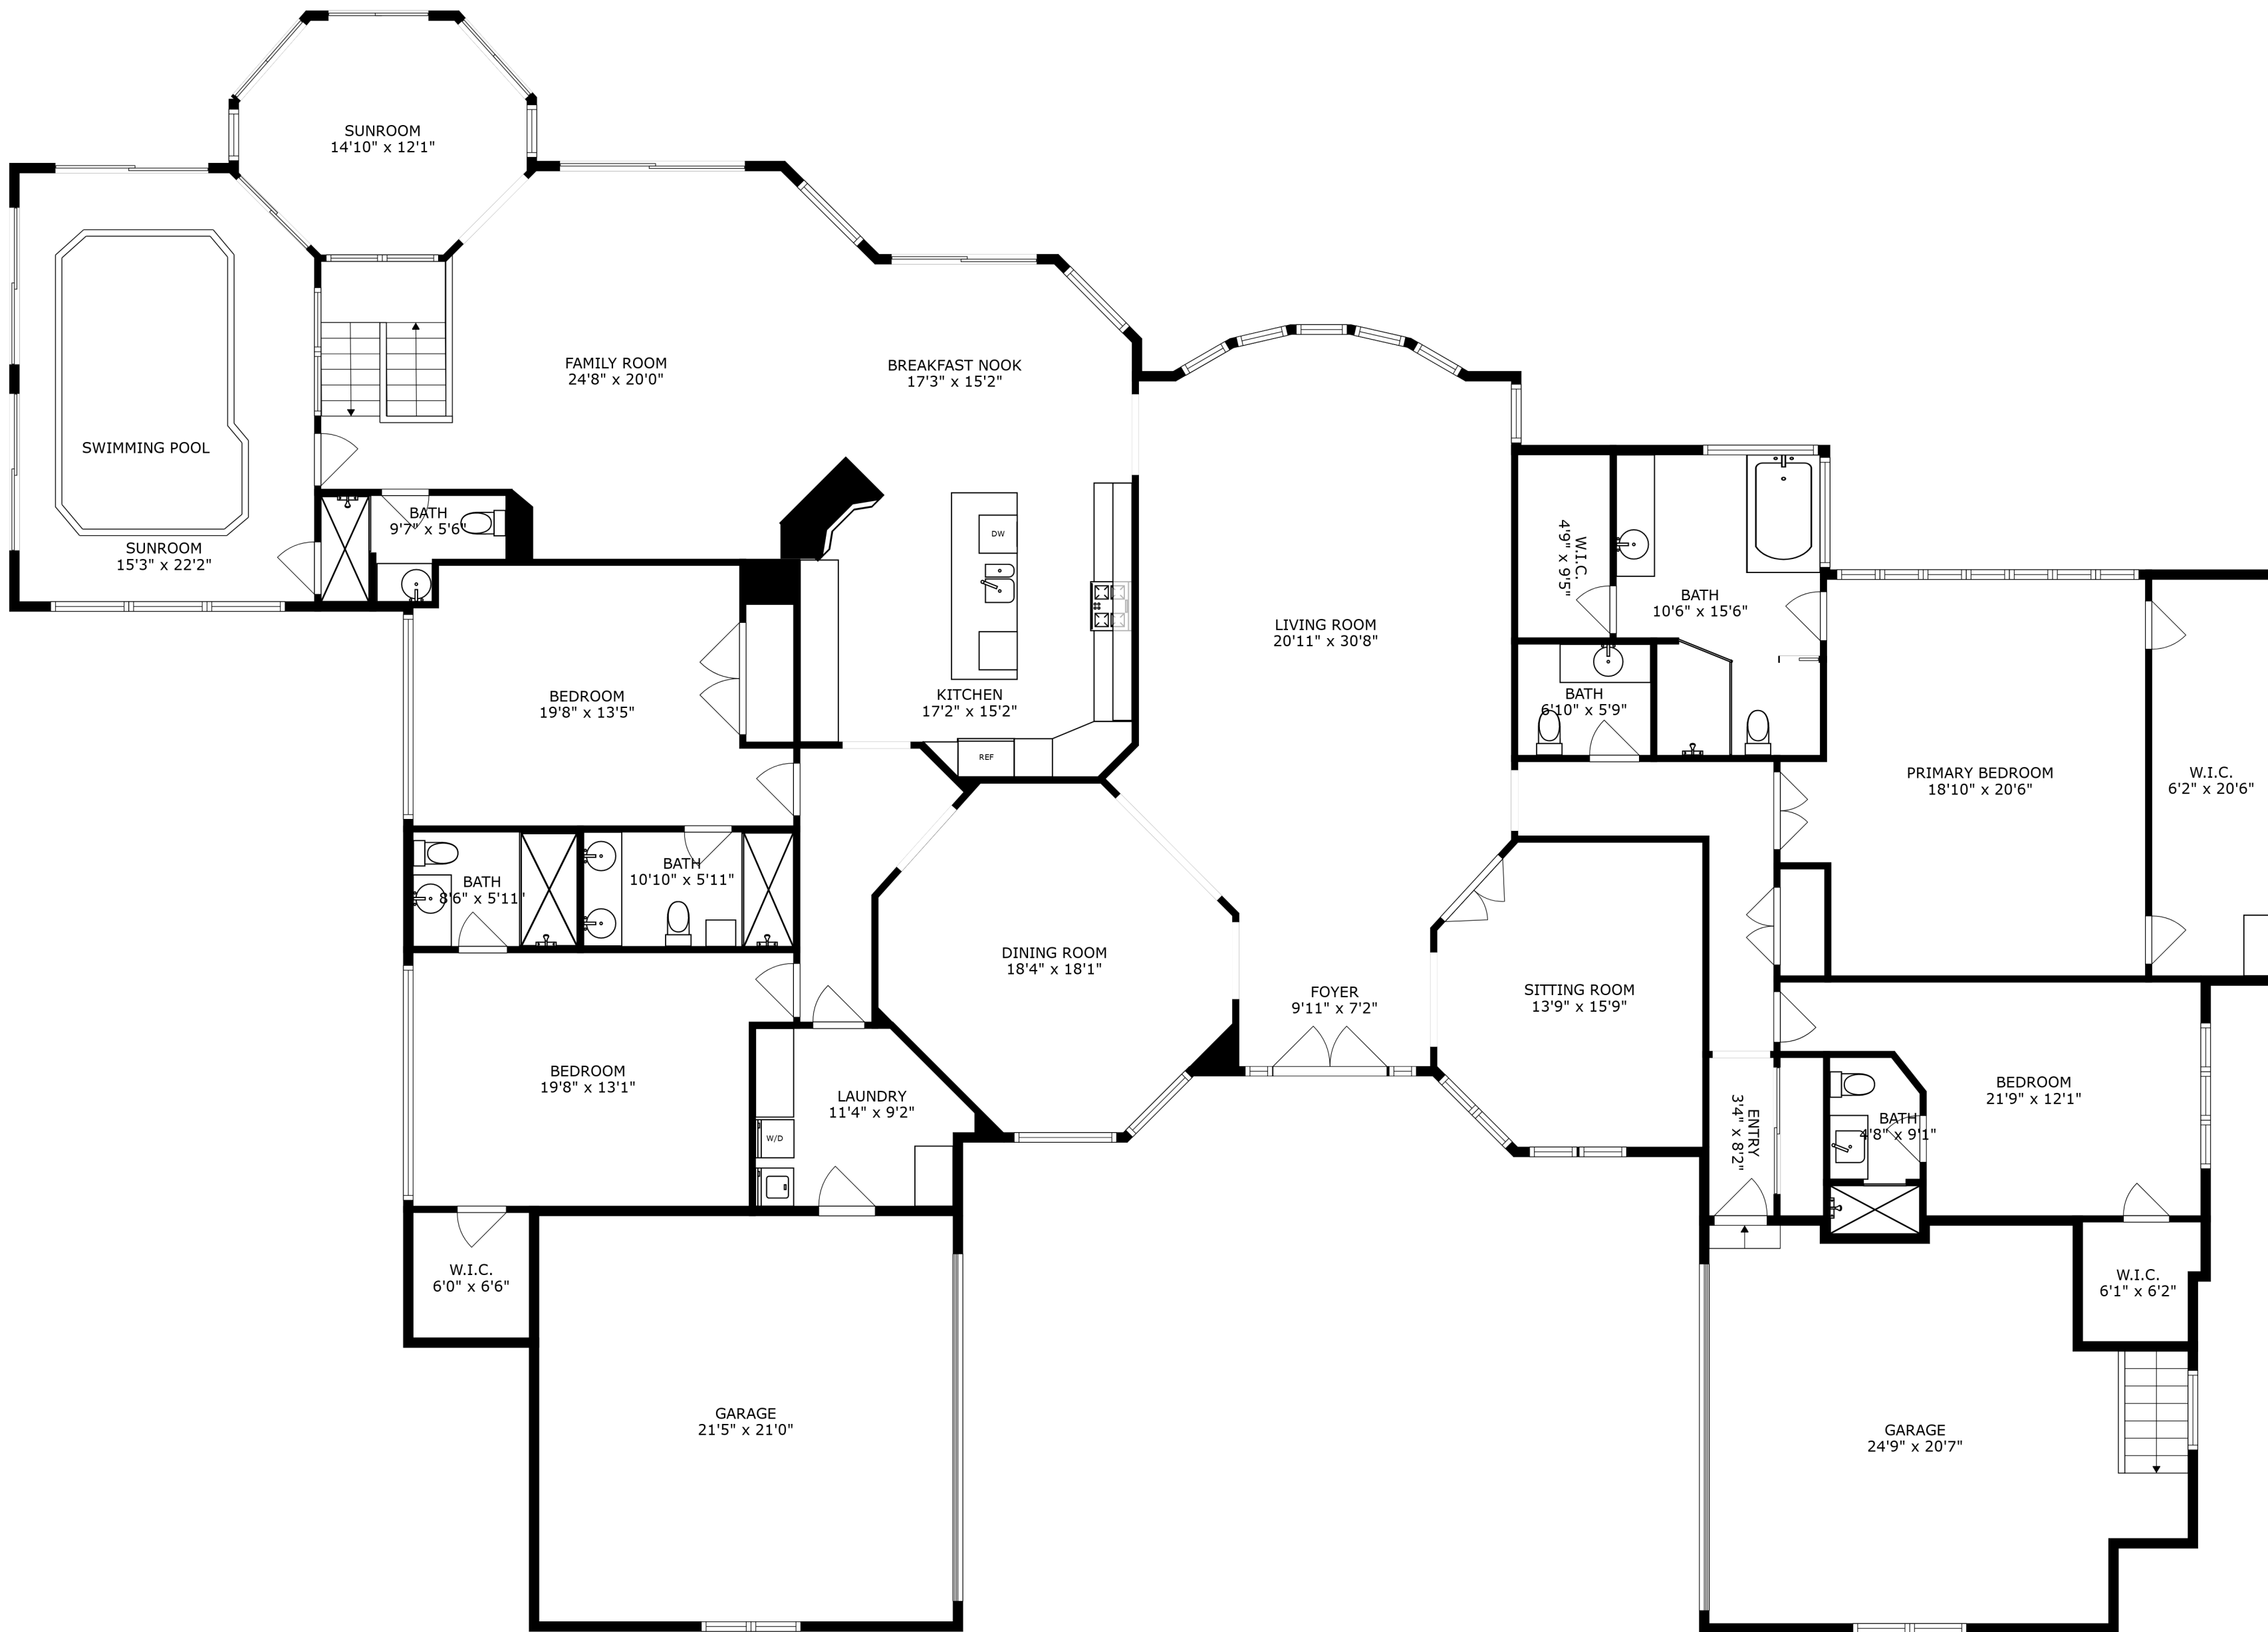 SUNROOM
14'10" x 12'1"
FAMILY ROOM
24'8" x 20'0"
BREAKFAST NOOK
17'3" x 15'2"
SWIMMING POOL
SUNROOM
15'3" x 22'2"
BATH
9'7" x 5'6"
DW
W.I.C.
4'9" x 9'5"
BATH
10'6" x 15'6"
LIVING ROOM
20'11" x 30'8"
BEDROOM
19'8" x 13'5"
KITCHEN
17'2" x 15'2"
REF
BATH
6'10" x 5'9"
PRIMARY BEDROOM
18'10" x 20'6"
W.I.C.
6'2" x 20'6"
BATH
8'6" x 5'11"
BATH
10'10" x 5'11"
DINING ROOM
18'4" x 18'1"
FOYER
9'11" x 7'2"
SITTING ROOM
13'9" x 15'9"
BEDROOM
19'8" x 13'1"
LAUNDRY
11'4" x 9'2"
W/D
ENTRY
3'4" x 8'2"
BATH
4'8" x 9'1"
BEDROOM
21'9" x 12'1"
W.I.C.
6'0" x 6'6"
W.I.C.
6'1" x 6'2"
GARAGE
21'5" x 21'0"
GARAGE
24'9" x 20'7"